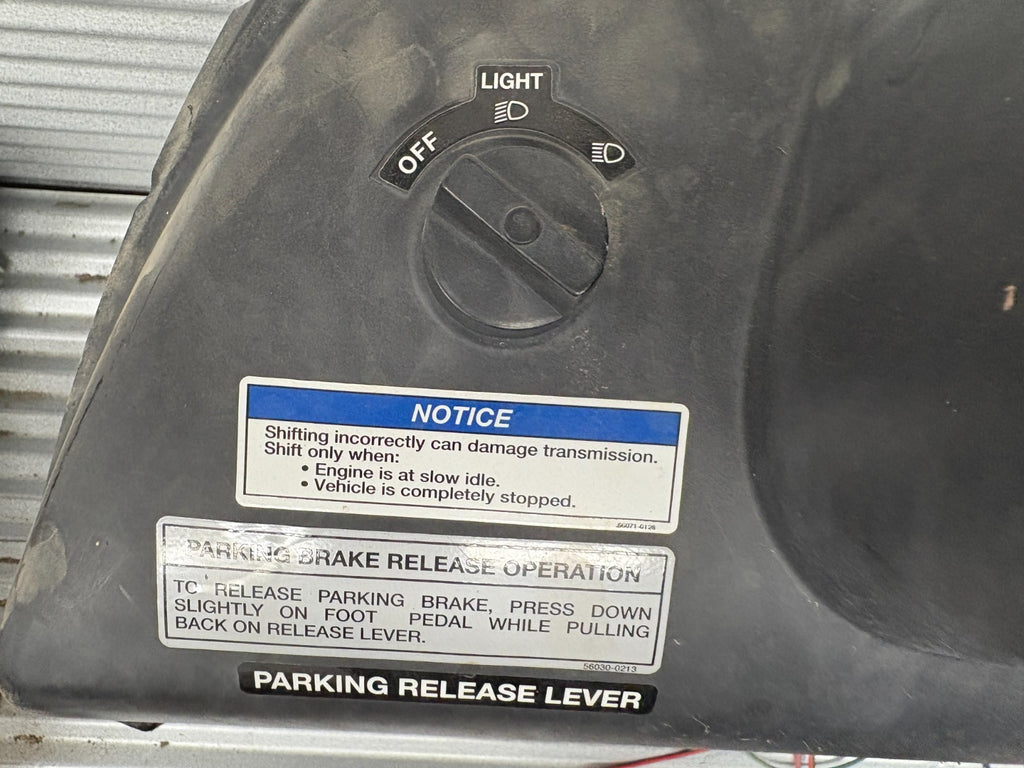 LIGHT
OFF
NOTICE
Shifting incorrectly can damage transmission.
Shift only when:
• Engine is at slow idle.
• Vehicle is completely stopped.
56071-0126
PARKING BRAKE RELEASE OPERATION
TO RELEASE PARKING BRAKE, PRESS DOWN
SLIGHTLY ON FOOT PEDAL WHILE PULLING
BACK ON RELEASE LEVER.
56030-0213
PARKING RELEASE LEVER